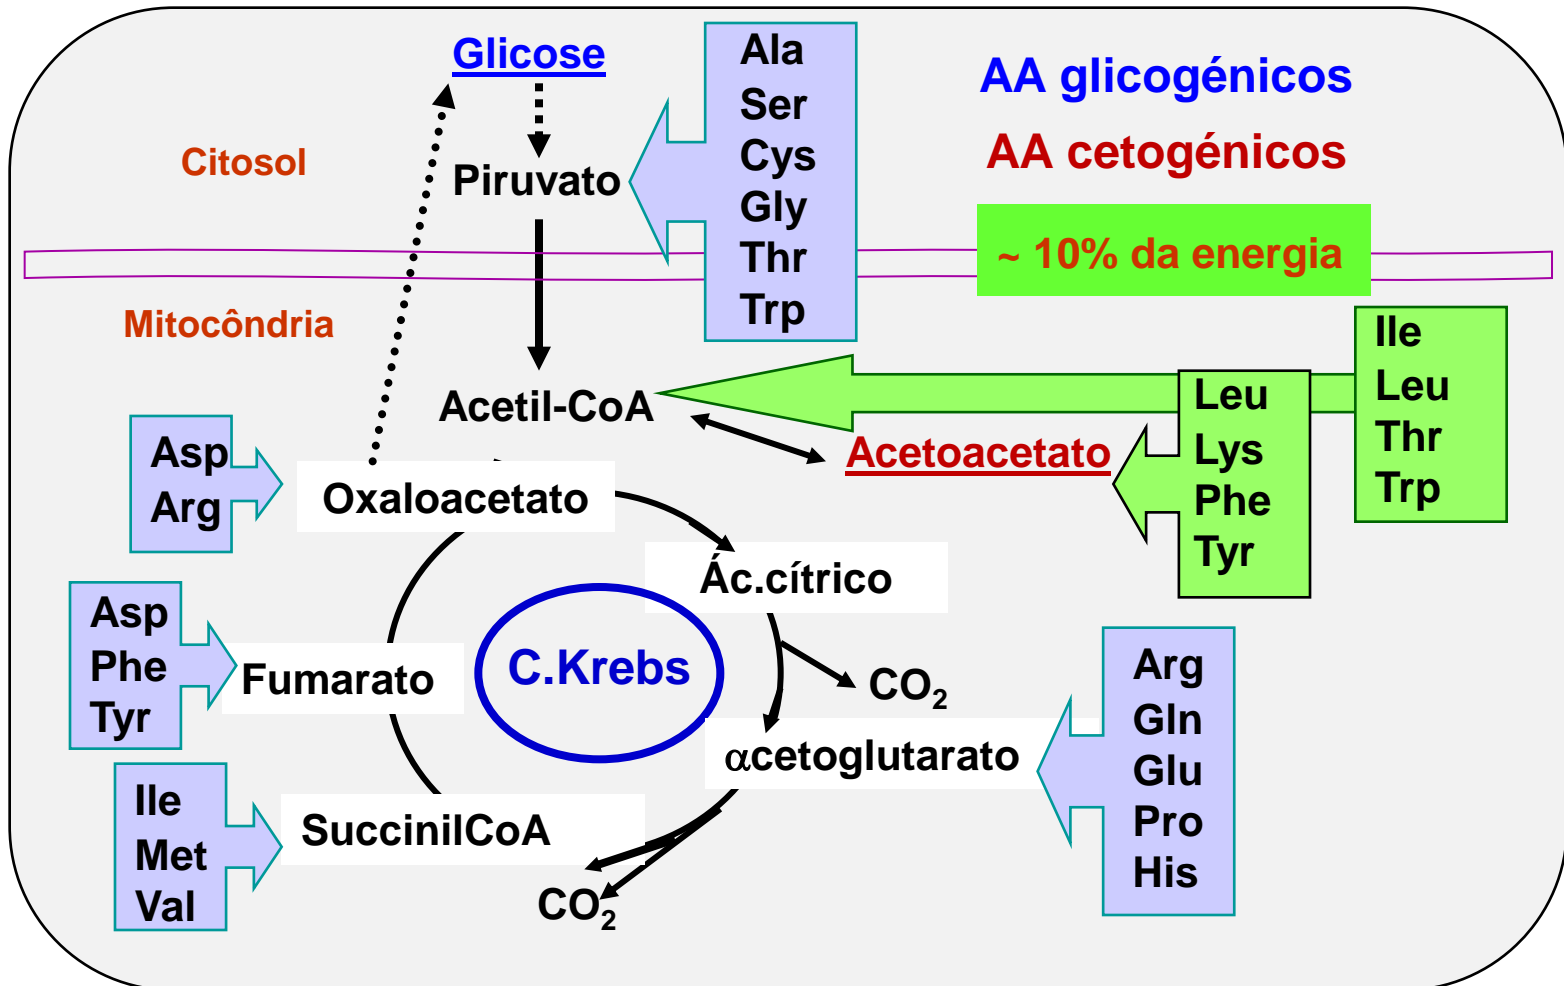 Glicose
Piruvato
Citosol
Mitocôndria
Ala
Ser
Cys
Gly
Thr
Trp
AA glicogénicos
AA cetogénicos
~ 10% da energia
Acetil-CoA
Acetoacetato
Leu
Lys
Phe
Tyr
Ile
Leu
Thr
Trp
Asp
Arg
Oxaloacetato
Ác.cítrico
Asp
Phe
Tyr
Fumarato
C.Krebs
CO₂
αcetoglutarato
Arg
Gln
Glu
Pro
His
Ile
Met
Val
SuccinilCoA
CO₂